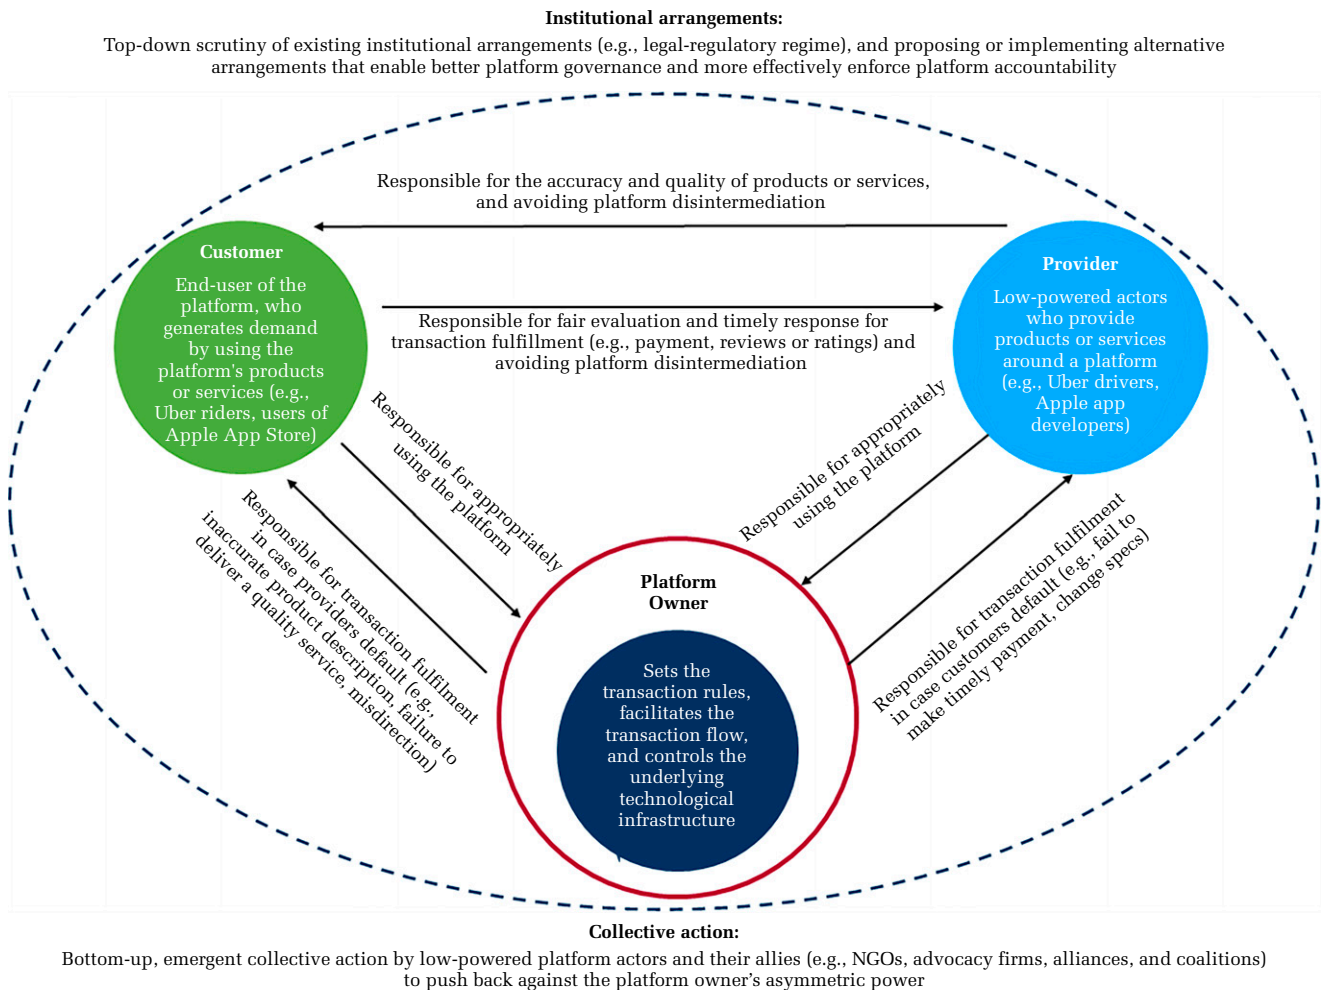 Institutional arrangements:
Top-down scrutiny of existing institutional arrangements (e.g., legal-regulatory regime), and proposing or implementing alternative
arrangements that enable better platform governance and more effectively enforce platform accountability
Responsible for the accuracy and quality of products or services,
and avoiding platform disintermediation
Customer
End-user of the
platform, who
generates demand
by using the
platform's products
or services (e.g.,
Uber riders, users of
Apple App Store)
Provider
Low-powered actors
who provide
products or services
around a platform
(e.g., Uber drivers,
Apple app
developers)
Responsible for fair evaluation and timely response for
transaction fulfillment (e.g., payment, reviews or ratings) and
avoiding platform disintermediation
Responsible for appropriately
using the platform
Responsible for appropriately
using the platform
Responsible for transaction fulfilment
in case providers default (e.g.,
inaccurate product description, failure to
deliver a quality service, misdirection)
Platform
Owner
Sets the
transaction rules,
facilitates the
transaction flow,
and controls the
underlying
technological
infrastructure
Responsible for transaction fulfilment
in case customers default (e.g., fail to
make timely payment, change specs)
Collective action:
Bottom-up, emergent collective action by low-powered platform actors and their allies (e.g., NGOs, advocacy firms, alliances, and coalitions)
to push back against the platform owner’s asymmetric power